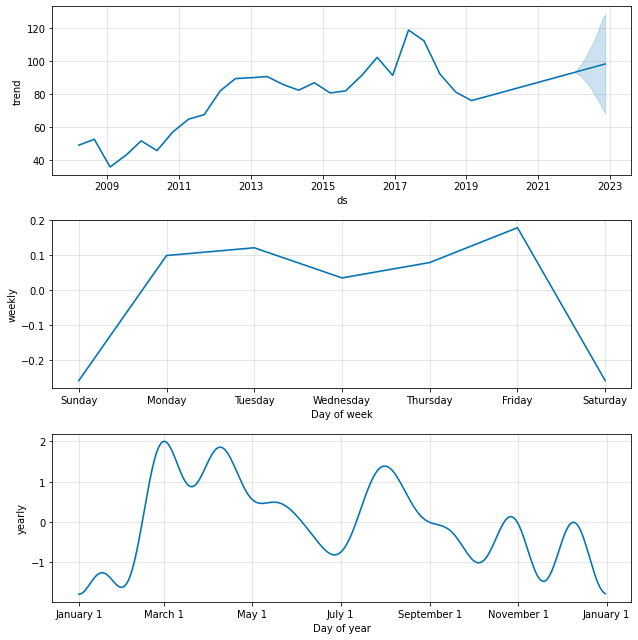 120
100
80
60
40
trend
2009 2011 2013 2015 2017 2019 2021 2023
ds
0.2
0.1
0.0
−0.1
−0.2
weekly
Sunday Monday Tuesday Wednesday Thursday Friday Saturday
Day of week
2
1
0
−1
yearly
January 1 March 1 May 1 July 1 September 1 November 1 January 1
Day of year